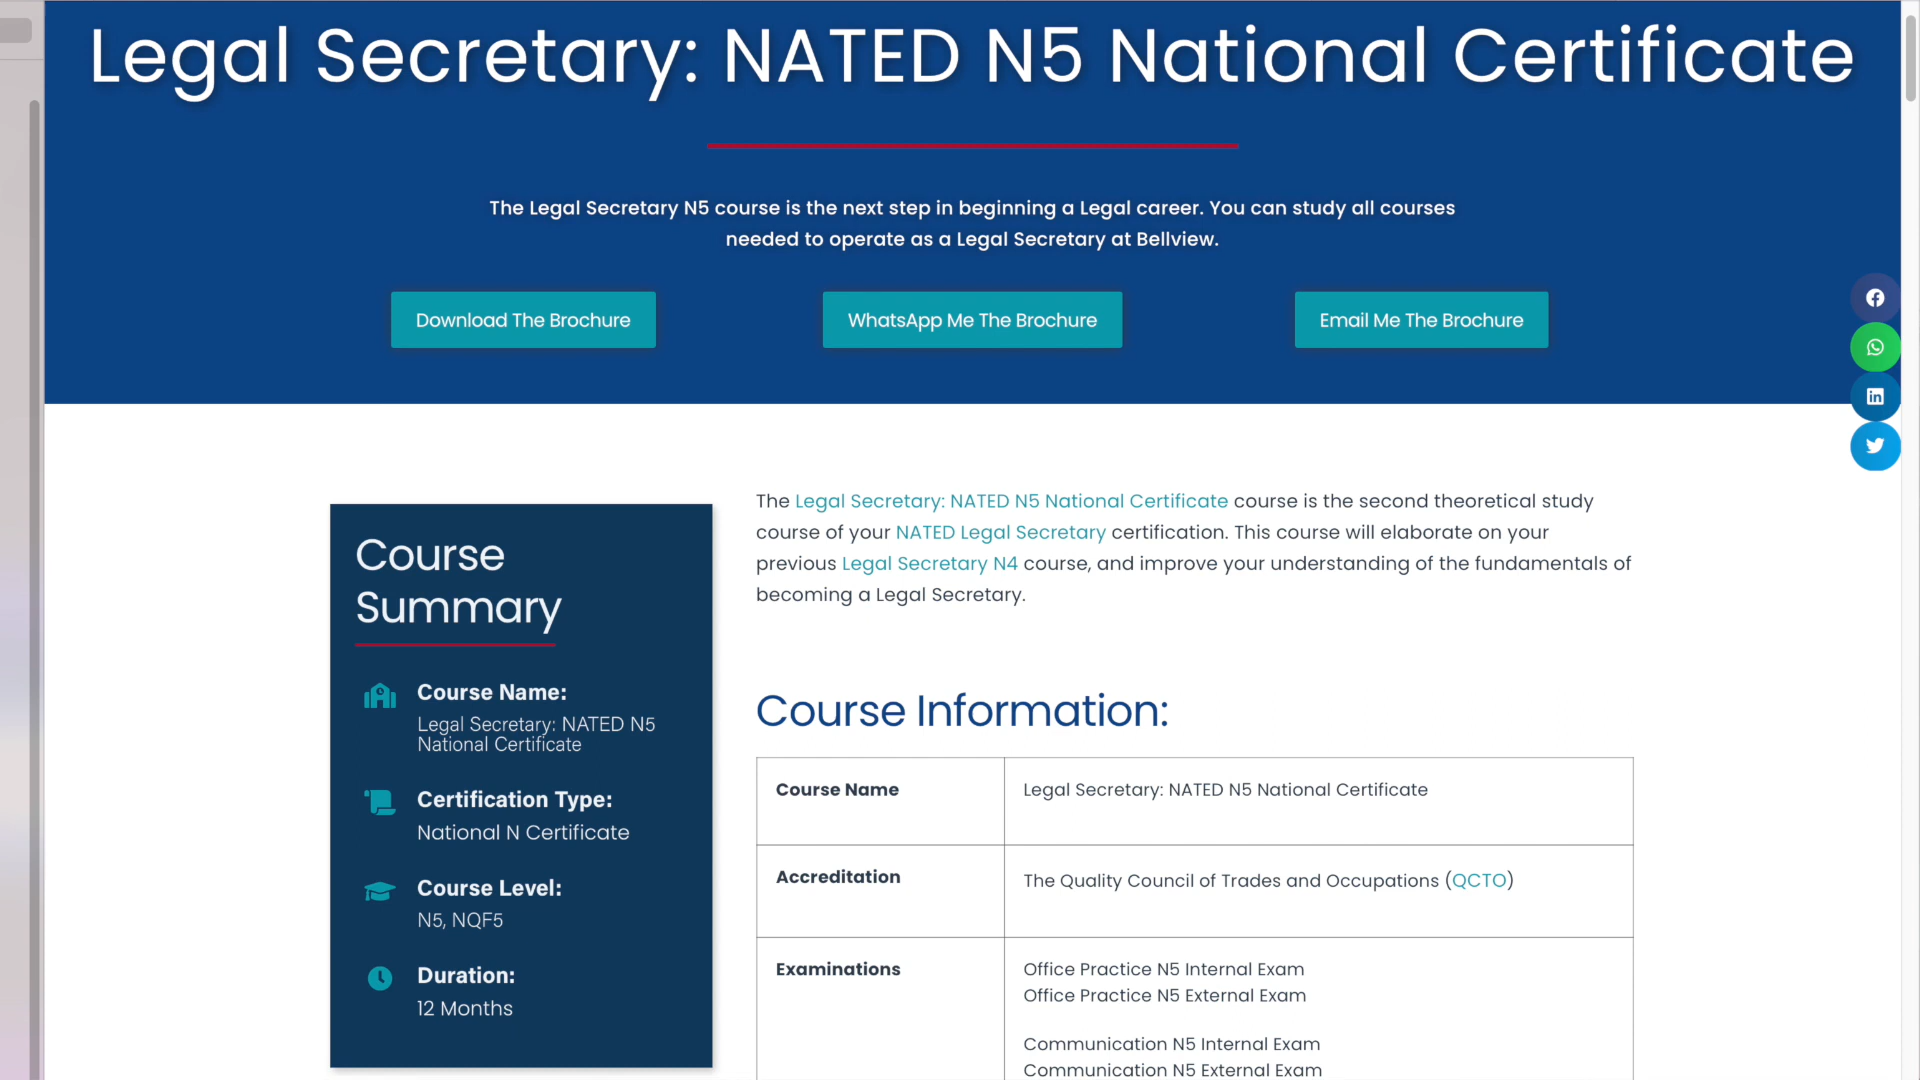 Legal Secretary: NATED N5 National Certificate
The Legal Secretary N5 course is the next step in beginning a Legal career. You can study all courses
needed to operate as a Legal Secretary at Bellview.
Download The Brochure
WhatsApp Me The Brochure
Email Me The Brochure
Course
Summary
Course Name:
Legal Secretary: NATED N5
National Certificate
Certification Type:
National N Certificate
Course Level:
N5, NQF5
Duration:
12 Months
The Legal Secretary: NATED N5 National Certificate course is the second theoretical study
course of your NATED Legal Secretary certification. This course will elaborate on your
previous Legal Secretary N4 course, and improve your understanding of the fundamentals of
becoming a Legal Secretary.
Course Information:
Course Name
Legal Secretary: NATED N5 National Certificate
Accreditation
The Quality Council of Trades and Occupations (QCTO)
Examinations
Office Practice N5 Internal Exam
Office Practice N5 External Exam
Communication N5 Internal Exam
Communication N5 External Exam